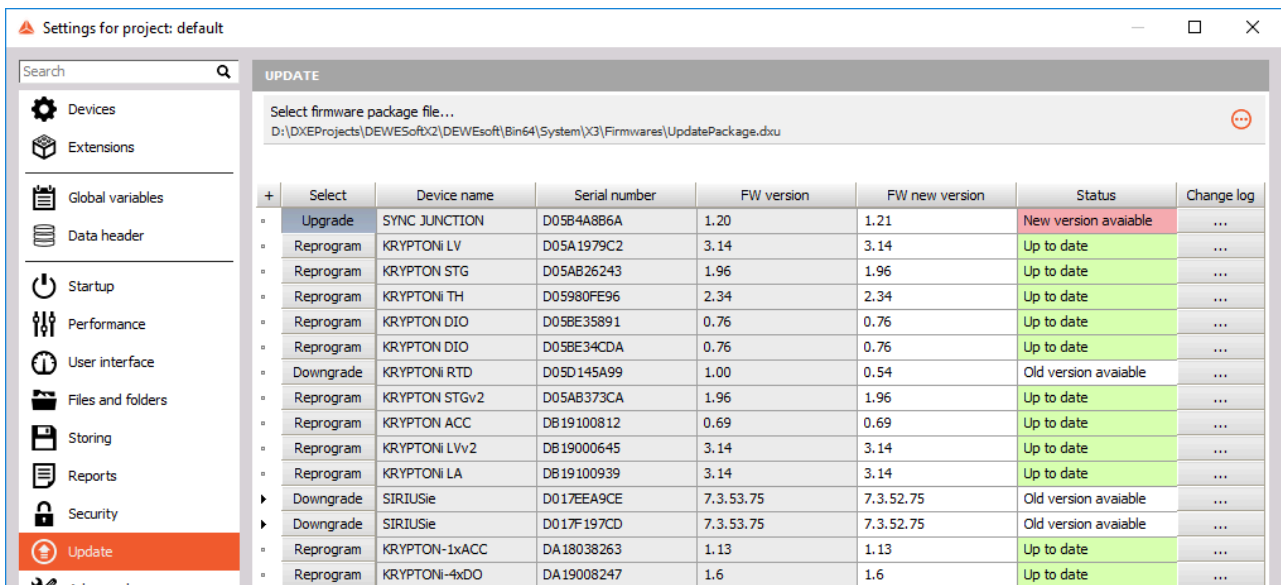 Settings for project: default
Search
Devices
Extensions
Global variables
Data header
Startup
Performance
User interface
Files and folders
Storing
Reports
Security
Update
UPDATE
Select firmware package file...
D:\DXEProjects\DEWESoftX2\DEWEsoft\Bin64\System\X3\Firmwares\UpdatePackage.dxu
+ Select Device name Serial number FW version FW new version Status Change log
Upgrade SYNC JUNCTION D05B4A8B6A 1.20 1.21 New version avaiable ...
Reprogram KRYPTONi LV D05A1979C2 3.14 3.14 Up to date ...
Reprogram KRYPTON STG D05AB26243 1.96 1.96 Up to date ...
Reprogram KRYPTONi TH D05980FE96 2.34 2.34 Up to date ...
Reprogram KRYPTON DIO D05BE35891 0.76 0.76 Up to date ...
Reprogram KRYPTON DIO D05BE34CDA 0.76 0.76 Up to date ...
Downgrade KRYPTONi RTD D05D145A99 1.00 0.54 Old version avaiable ...
Reprogram KRYPTON STGv2 D05AB373CA 1.96 1.96 Up to date ...
Reprogram KRYPTON ACC DB19100812 0.69 0.69 Up to date ...
Reprogram KRYPTONi LVv2 DB19000645 3.14 3.14 Up to date ...
Reprogram KRYPTONi LA DB19100939 3.14 3.14 Up to date ...
Downgrade SIRIUSie D017EEA9CE 7.3.53.75 7.3.52.75 Old version avaiable ...
Downgrade SIRIUSie D017F197CD 7.3.53.75 7.3.52.75 Old version avaiable ...
Reprogram KRYPTON-1xACC DA18038263 1.13 1.13 Up to date ...
Reprogram KRYPTONi-4xDO DA19008247 1.6 1.6 Up to date ...